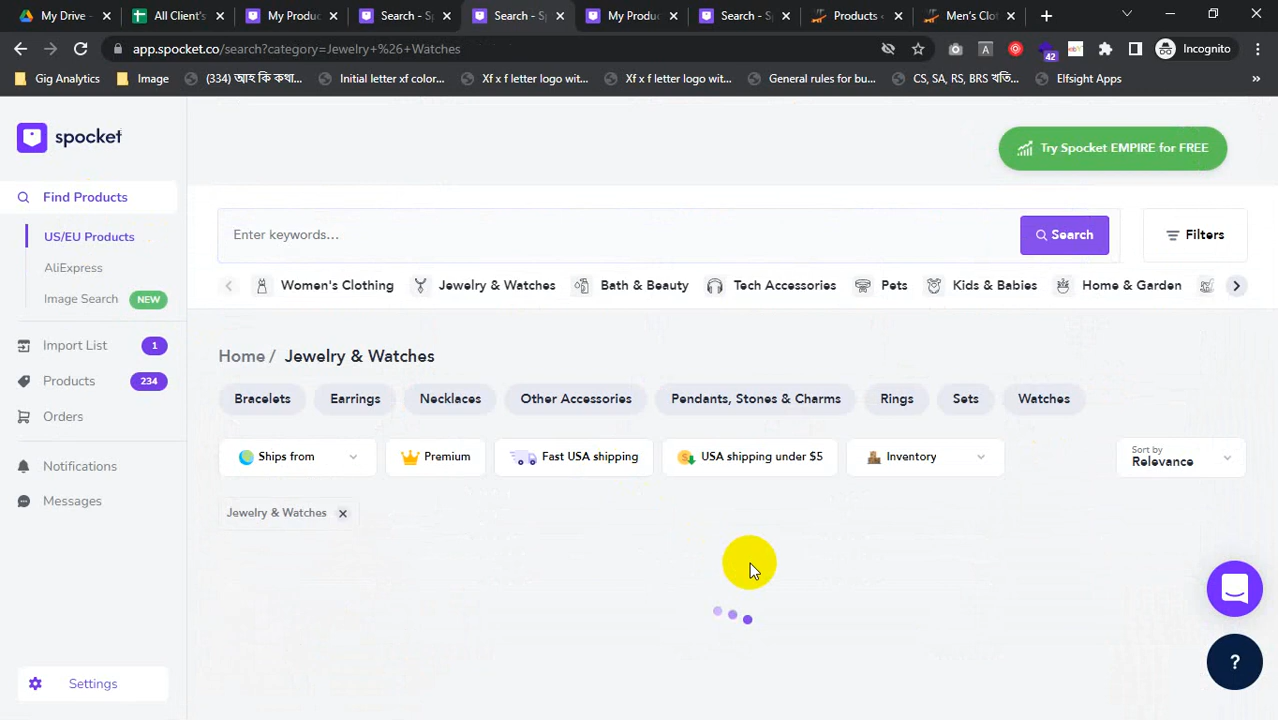 My Drive -
All Client's
My Produc
Search - Sp
Search - Sp
My Produc
Search - Sp
Products <
Men's Clo
app.spocket.co/search?category=Jewelry+%26+Watches
Incognito
Gig Analytics
Image
(334) আয় কি কথা...
Initial letter xf color...
Xf x f letter logo wit...
Xf x f letter logo wit...
General rules for bu...
CS, SA, RS, BRS খতি...
Elfsight Apps
»
42
spocket
Try Spocket EMPIRE for FREE
Find Products
US/EU Products
AliExpress
Image Search NEW
Import List 1
Products 234
Orders
Notifications
Messages
Settings
Enter keywords...
Search
Filters
Women's Clothing
Jewelry & Watches
Bath & Beauty
Tech Accessories
Pets
Kids & Babies
Home & Garden
Home / Jewelry & Watches
Bracelets
Earrings
Necklaces
Other Accessories
Pendants, Stones & Charms
Rings
Sets
Watches
Ships from
Premium
Fast USA shipping
USA shipping under $5
Inventory
Sort by
Relevance
Jewelry & Watches
?